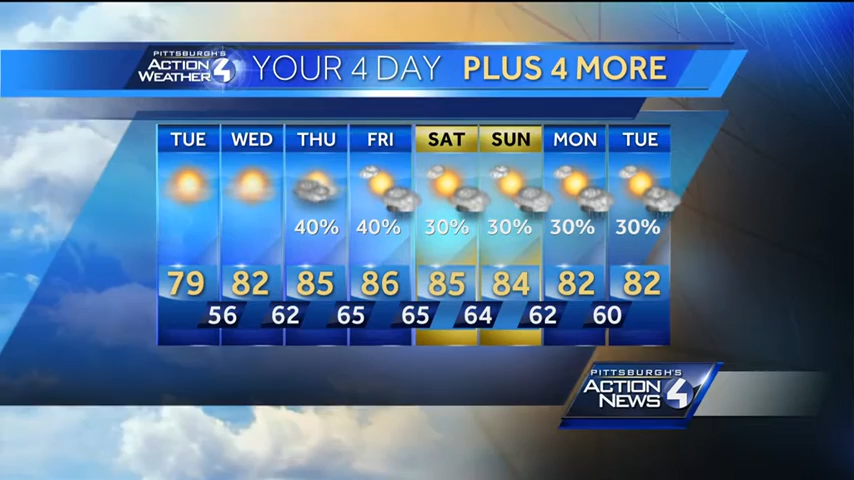 PITTSBURGH'S
ACTION
WEATHER 4
YOUR 4 DAY PLUS 4 MORE
TUE WED THU FRI SAT SUN MON TUE
40% 40% 30% 30% 30% 30%
79 82 85 86 85 84 82 82
56 62 65 65 64 62 60
PITTSBURGH'S
ACTION
NEWS 4